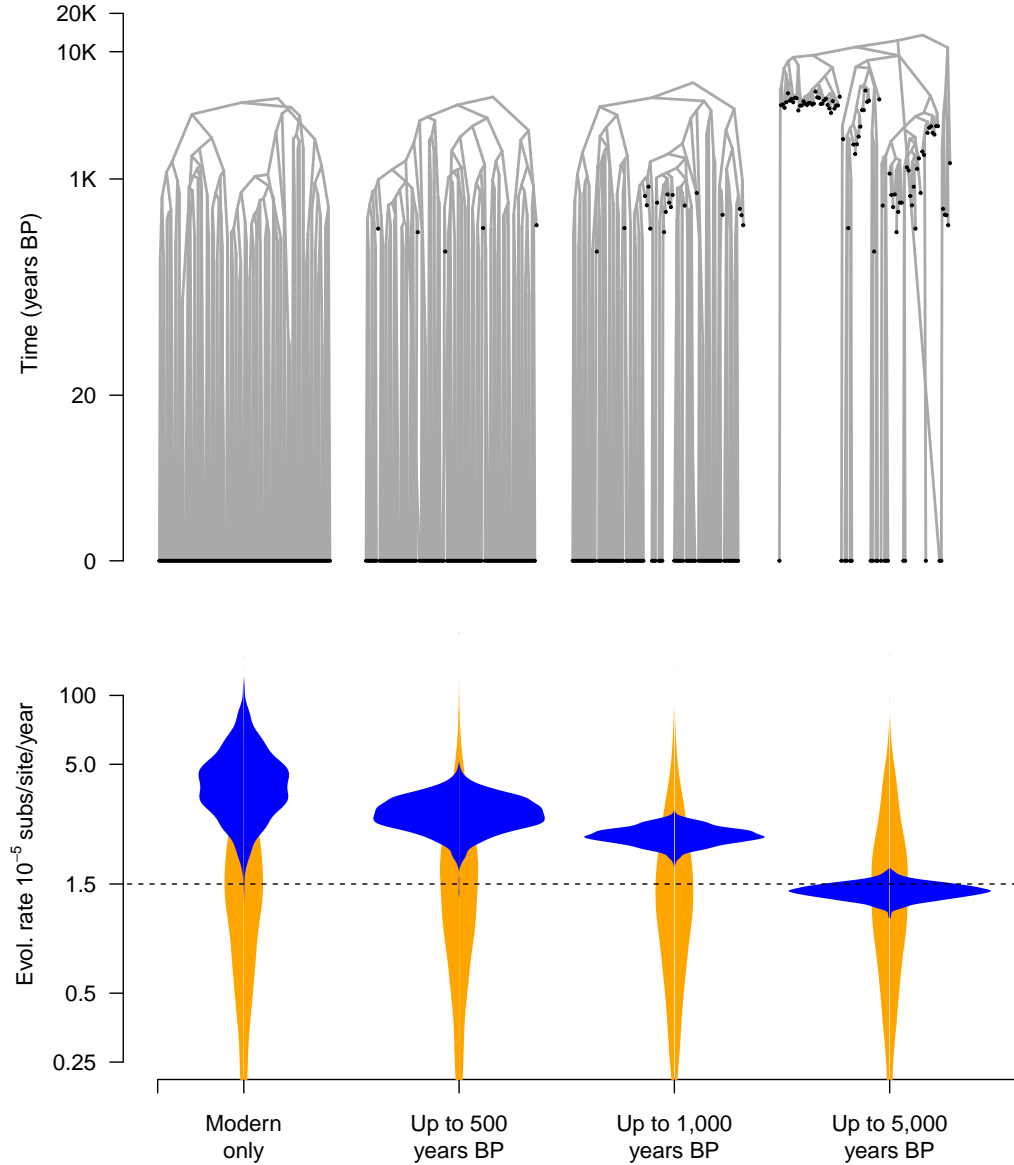 20K
10K
1K
20
0
Time (years BP)
100
5.0
1.5
0.5
0.25
Evol. rate 10⁻⁵ subs/site/year
Modern
only
Up to 500
years BP
Up to 1,000
years BP
Up to 5,000
years BP